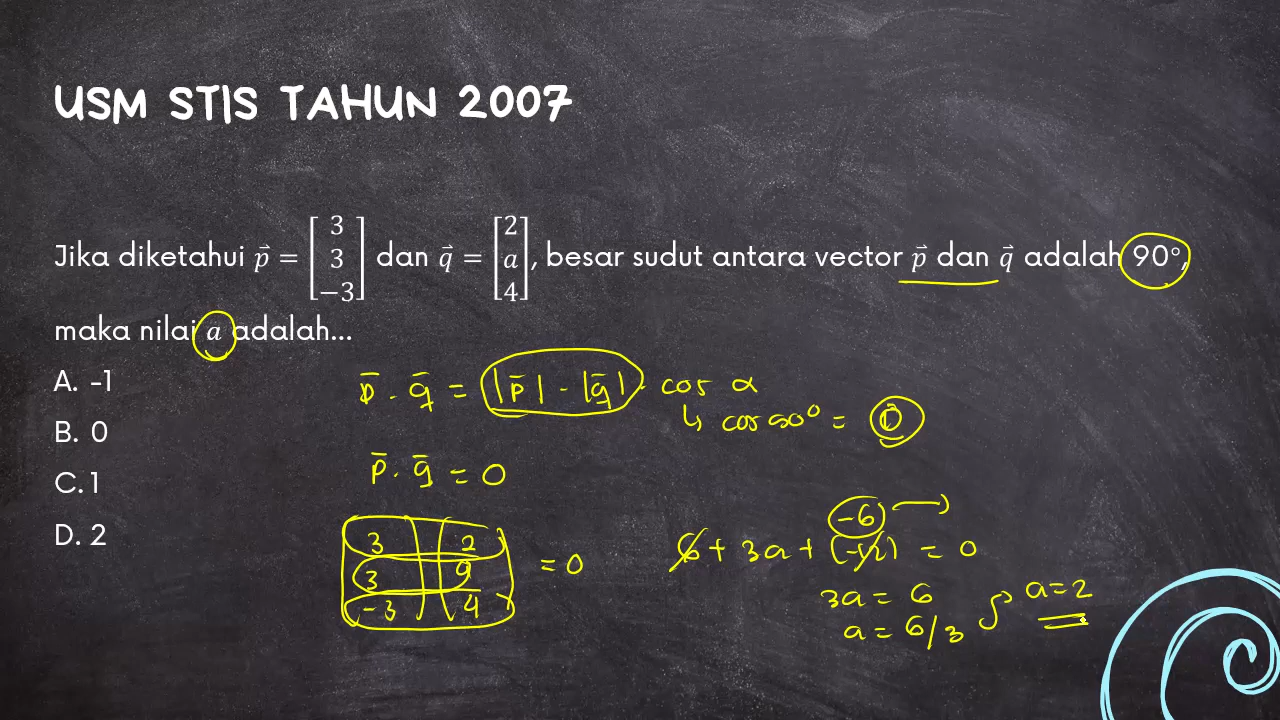 USM STIS TAHUN 2007
Jika diketahui p⃗ = [3 3 −3] dan q⃗ = [2 a 4], besar sudut antara vector p⃗ dan q⃗ adalah 90°,
maka nilai a adalah...
A. -1
B. 0
C. 1
D. 2
p̄ . q̄ = |p̄| - |q̄| . cos α
↳ cos 90° = 0
p̄ . q̄ = 0
3 2
3 a
-3 4
= 0
-6
6 + 3a + (-12) = 0
3a = 6
a = 6/3
a = 2